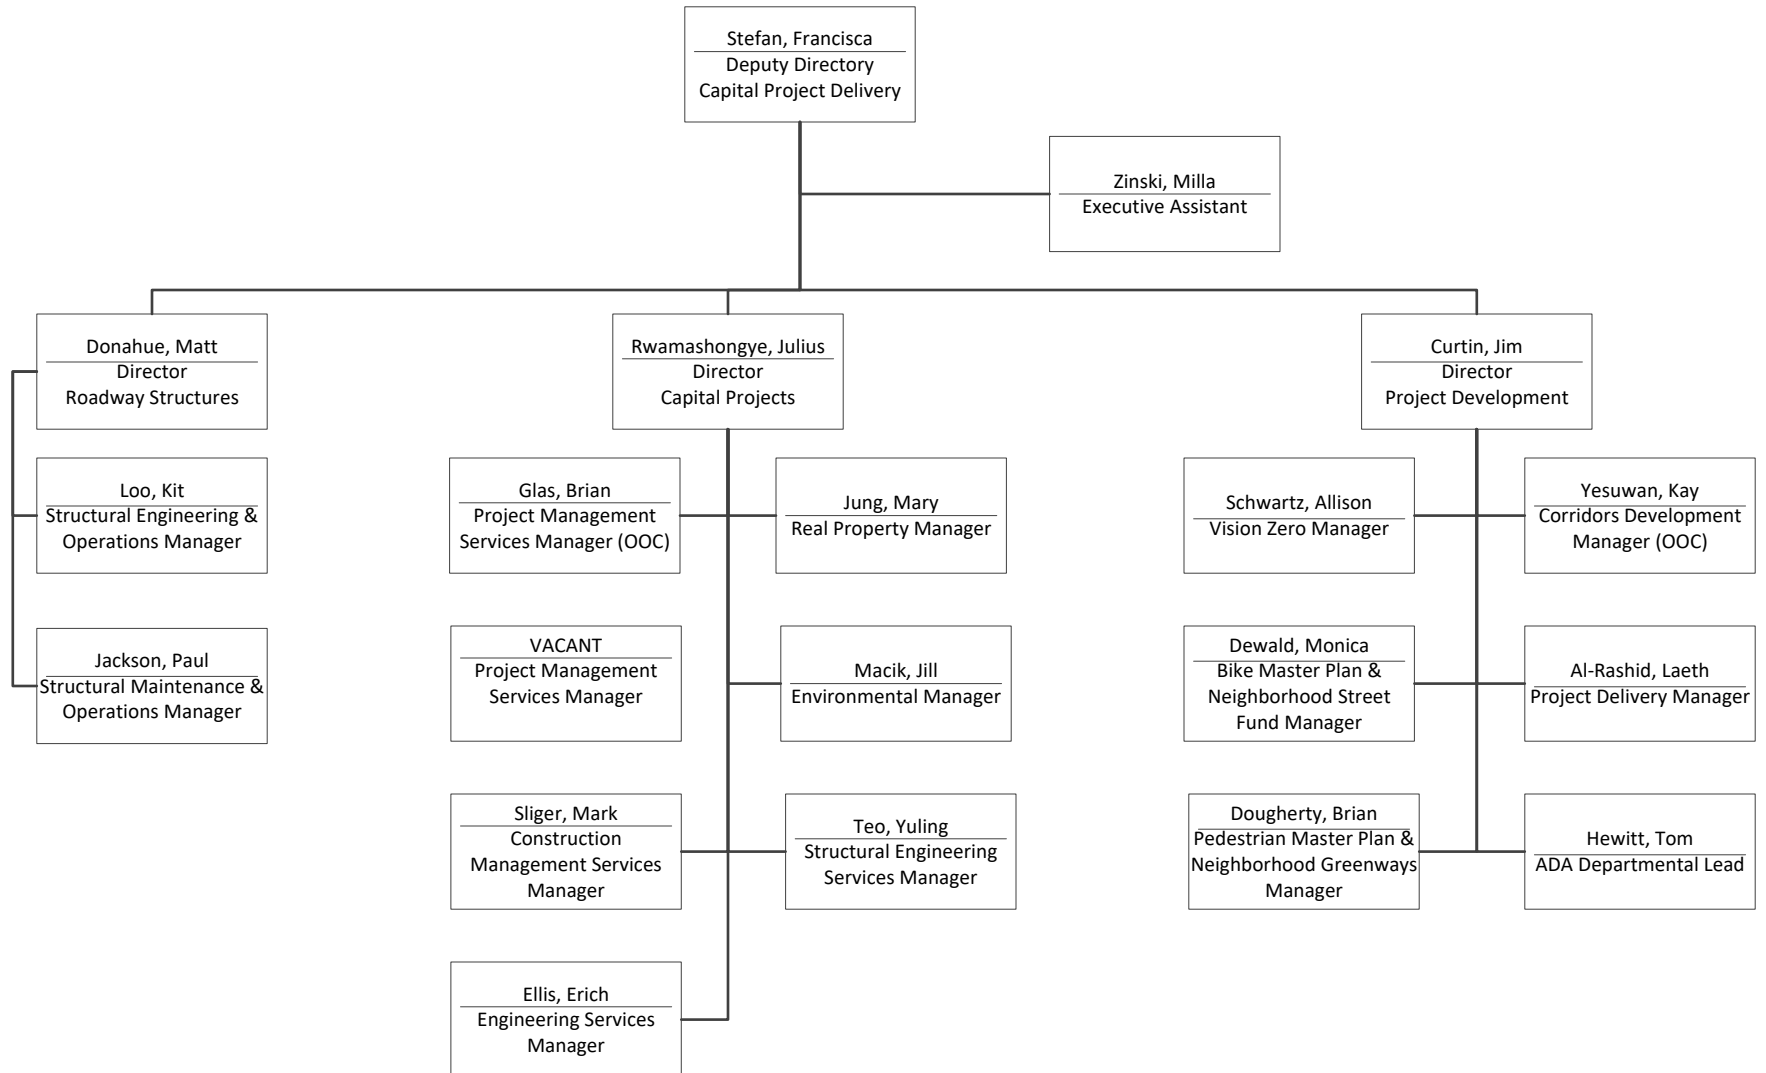 Stefan, Francisca
Deputy Directory
Capital Project Delivery
Zinski, Milla
Executive Assistant
Donahue, Matt
Director
Roadway Structures
Loo, Kit
Structural Engineering &
Operations Manager
Jackson, Paul
Structural Maintenance &
Operations Manager
Rwamashongye, Julius
Director
Capital Projects
Glas, Brian
Project Management
Services Manager (OOC)
Jung, Mary
Real Property Manager
VACANT
Project Management
Services Manager
Macik, Jill
Environmental Manager
Sliger, Mark
Construction
Management Services
Manager
Teo, Yuling
Structural Engineering
Services Manager
Ellis, Erich
Engineering Services
Manager
Curtin, Jim
Director
Project Development
Schwartz, Allison
Vision Zero Manager
Yesuwan, Kay
Corridors Development
Manager (OOC)
Dewald, Monica
Bike Master Plan &
Neighborhood Street
Fund Manager
Al-Rashid, Laeth
Project Delivery Manager
Dougherty, Brian
Pedestrian Master Plan &
Neighborhood Greenways
Manager
Hewitt, Tom
ADA Departmental Lead